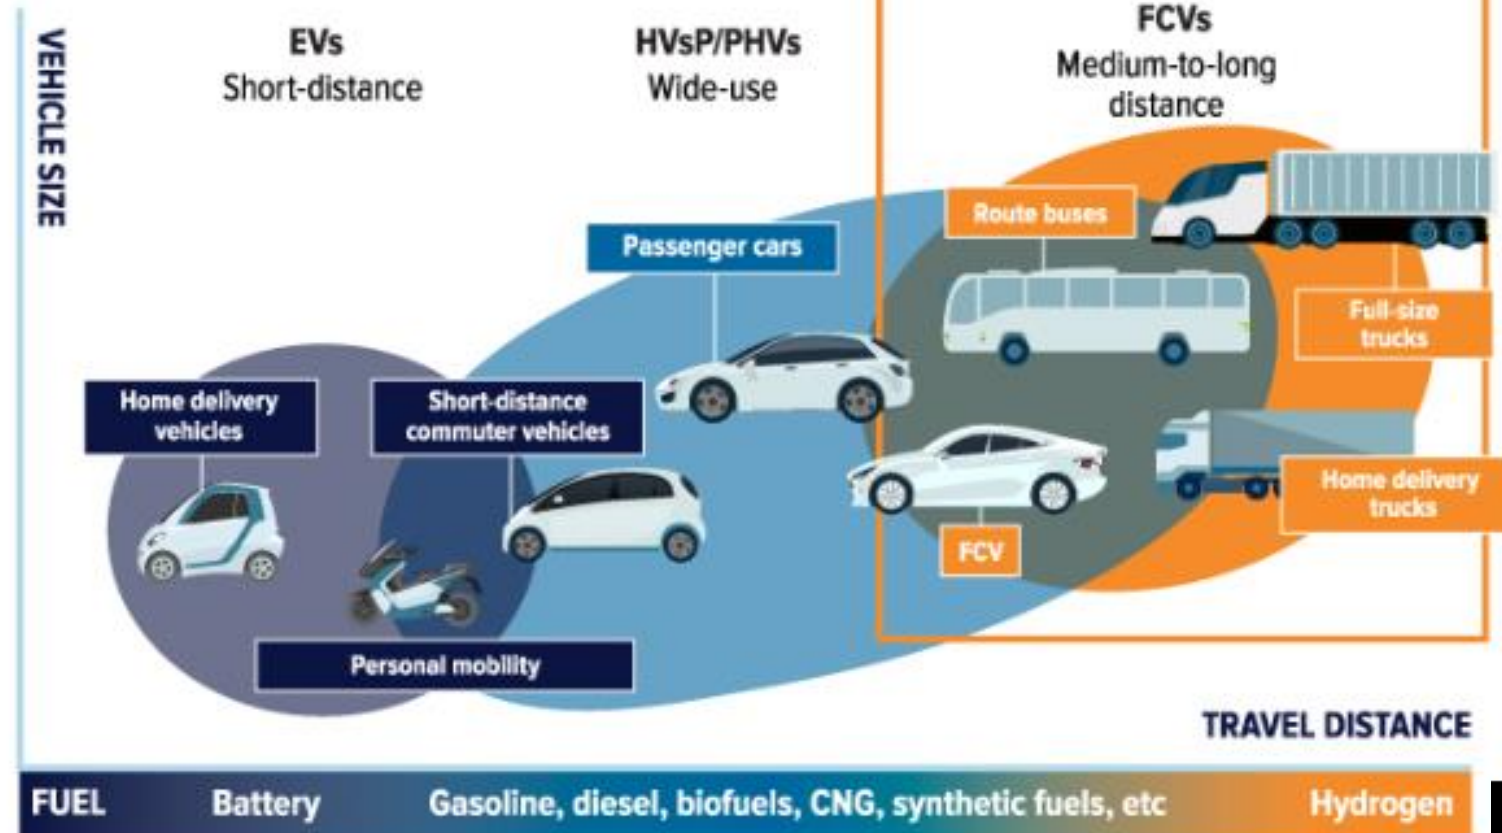 VEHICLE SIZE
EVs
Short-distance
HVsP/PHVs
Wide-use
FCVs
Medium-to-long
distance
Route buses
Passenger cars
Full-size
trucks
Home delivery
vehicles
Short-distance
commuter vehicles
Home delivery
trucks
FCV
Personal mobility
TRAVEL DISTANCE
FUEL
Battery
Gasoline, diesel, biofuels, CNG, synthetic fuels, etc
Hydrogen